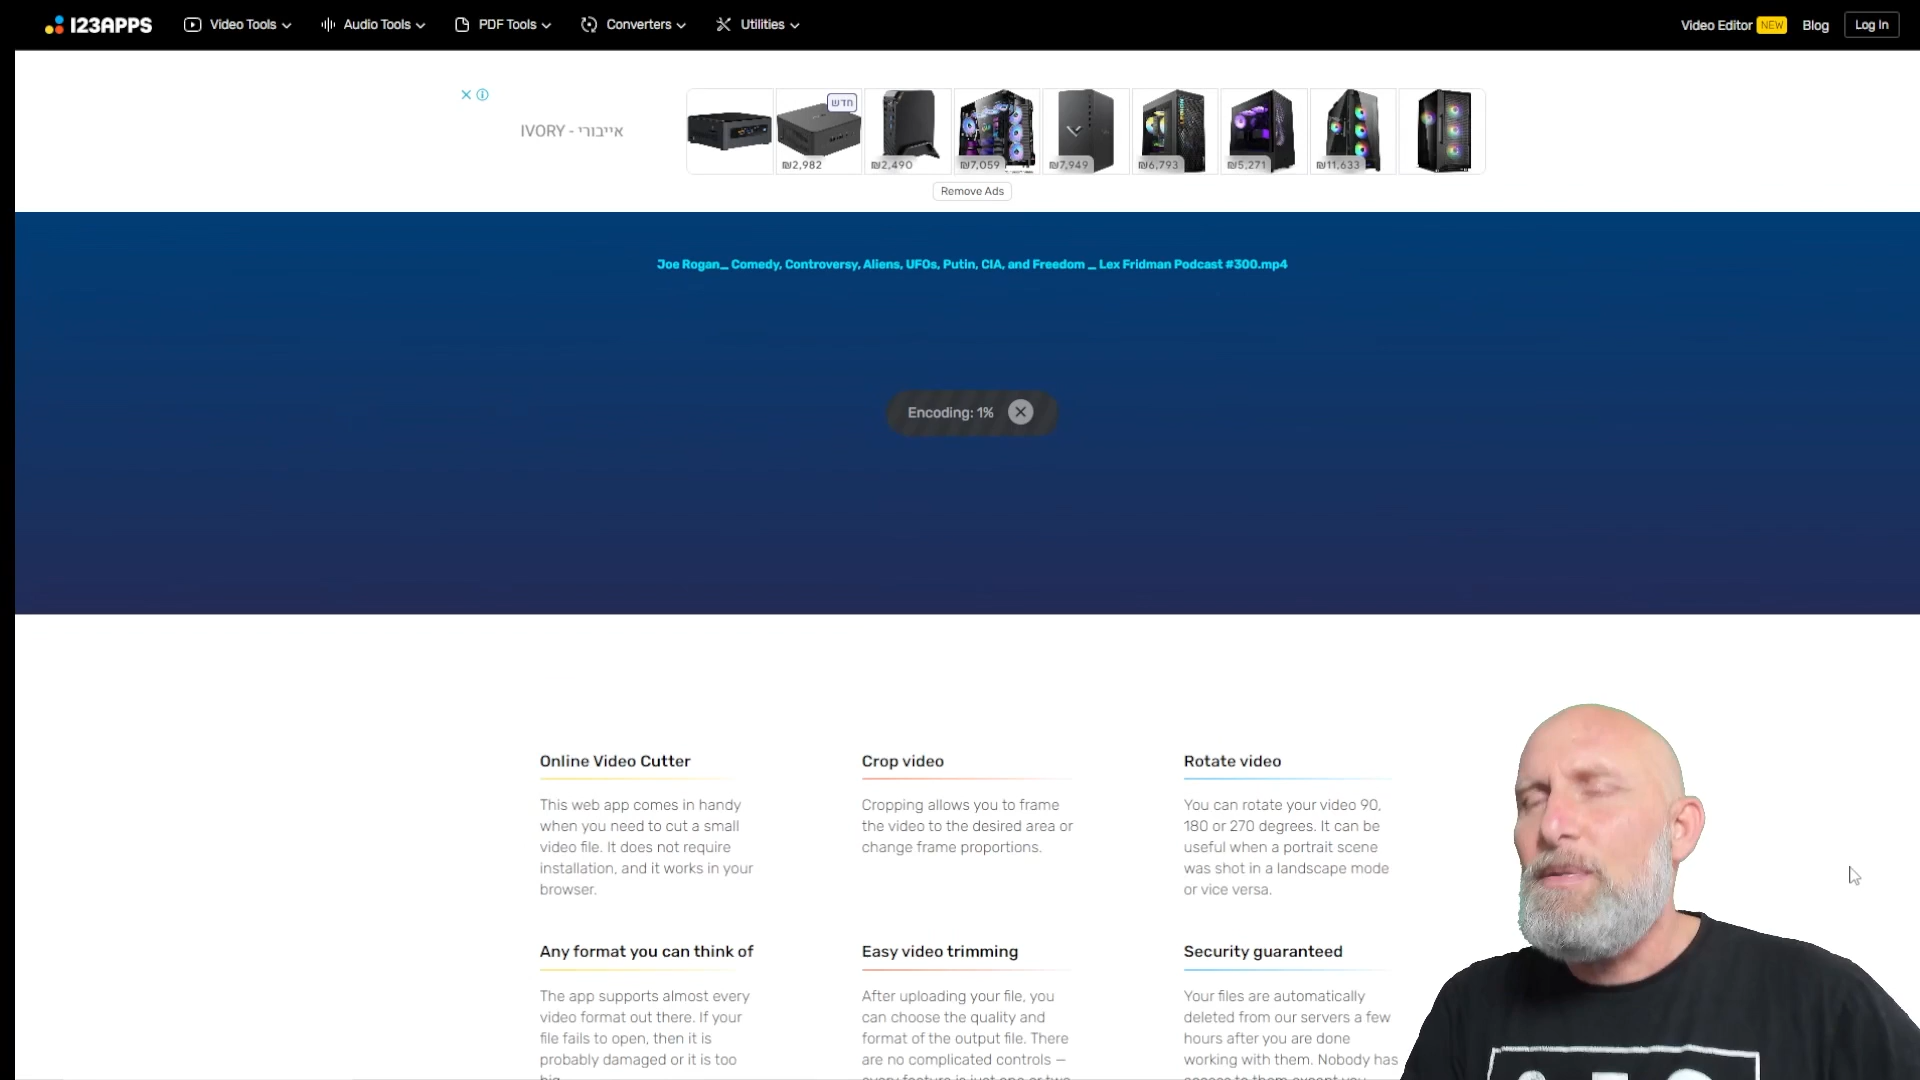 123APPS
Video Tools
Audio Tools
PDF Tools
Converters
Utilities
Video Editor NEW
Blog
Log In
IVORY - אייבורי
חדש
₪2,982
₪2,490
₪7,059
₪7,949
₪6,793
₪5,271
₪11,633
Remove Ads
Joe Rogan_ Comedy, Controversy, Aliens, UFOs, Putin, CIA, and Freedom _ Lex Fridman Podcast #300.mp4
Encoding: 1%
Online Video Cutter
This web app comes in handy
when you need to cut a small
video file. It does not require
installation, and it works in your
browser.
Crop video
Cropping allows you to frame
the video to the desired area or
change frame proportions.
Rotate video
You can rotate your video 90,
180 or 270 degrees. It can be
useful when a portrait scene
was shot in a landscape mode
or vice versa.
Any format you can think of
The app supports almost every
video format out there. If your
file fails to open, then it is
probably damaged or it is too
Easy video trimming
After uploading your file, you
can choose the quality and
format of the output file. There
are no complicated controls —
Security guaranteed
Your files are automatically
deleted from our servers a few
hours after you are done
working with them. Nobody has